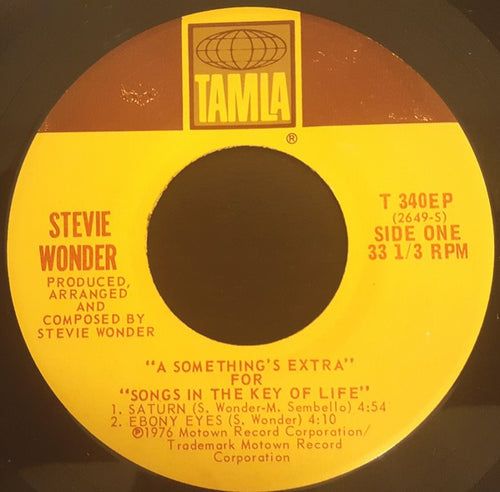 TAMLA
®
STEVIE
WONDER
PRODUCED,
ARRANGED
AND
COMPOSED BY
STEVIE WONDER
T 340EP
(2649-S)
SIDE ONE
33 1/3 RPM
"A SOMETHING'S EXTRA"
FOR
"SONGS IN THE KEY OF LIFE"
1. SATURN (S. Wonder-M. Sembello) 4:54
2. EBONY EYES (S. Wonder) 4:10
℗1976 Motown Record Corporation/
Trademark Motown Record
Corporation